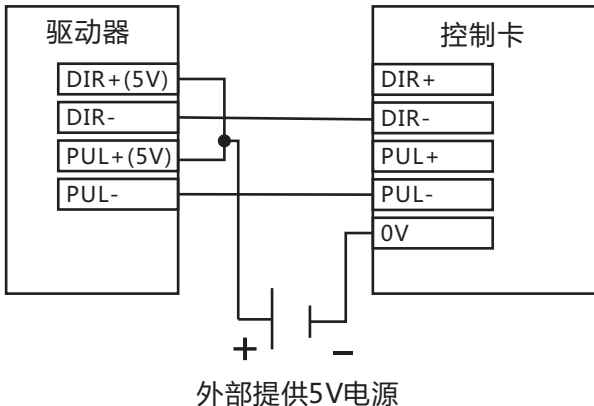 驱动器
DIR+(5V)
DIR-
PUL+(5V)
PUL-
控制卡
DIR+
DIR-
PUL+
PUL-
0V
+
-
外部提供5V电源